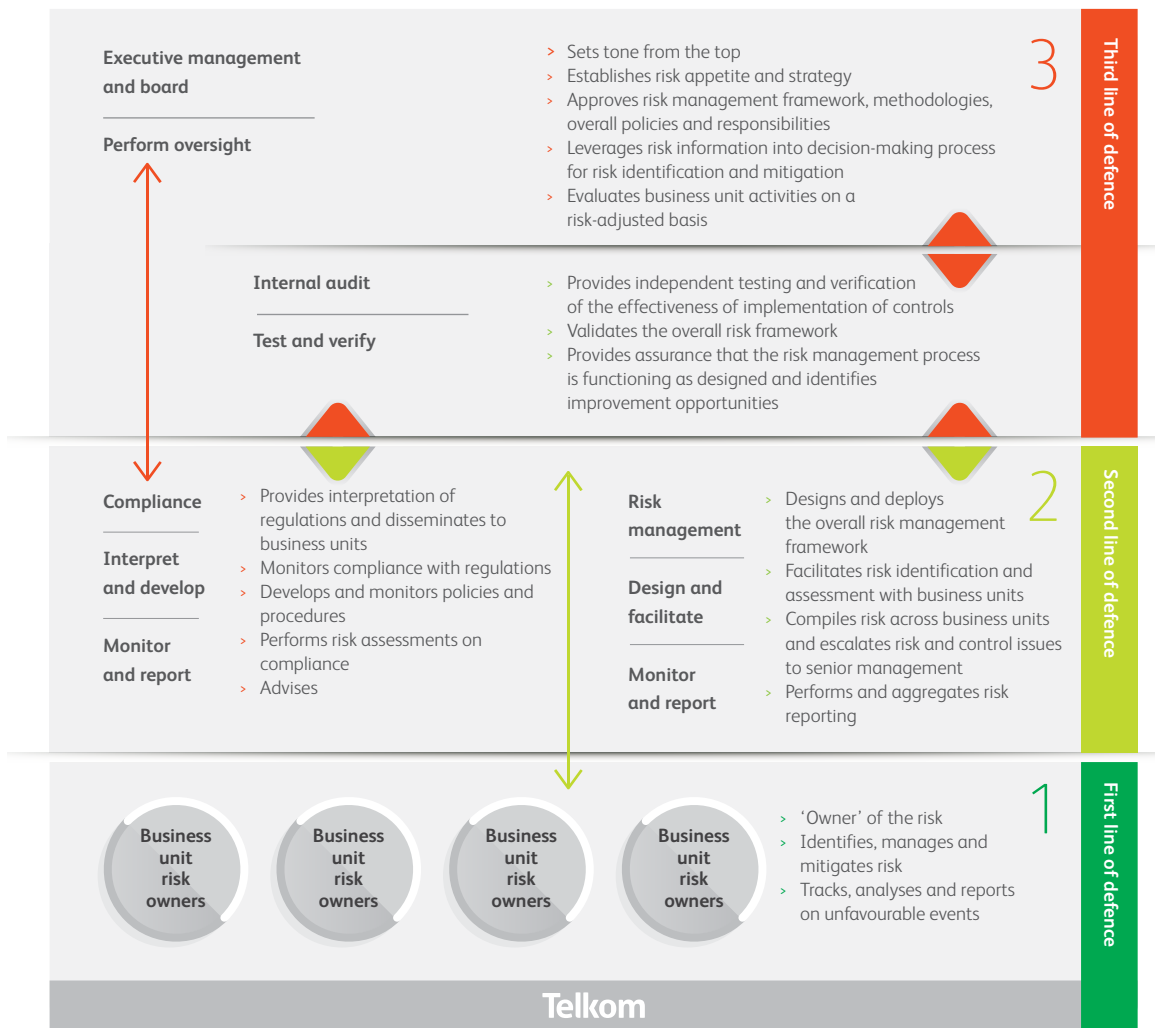 Executive management
and board
Perform oversight
> Sets tone from the top
> Establishes risk appetite and strategy
> Approves risk management framework, methodologies,
overall policies and responsibilities
> Leverages risk information into decision-making process
for risk identification and mitigation
> Evaluates business unit activities on a
risk-adjusted basis
3
Third line of defence
Internal audit
Test and verify
> Provides independent testing and verification
of the effectiveness of implementation of controls
> Validates the overall risk framework
> Provides assurance that the risk management process
is functioning as designed and identifies
improvement opportunities
Compliance
Interpret
and develop
Monitor
and report
> Provides interpretation of
regulations and disseminates to
business units
> Monitors compliance with regulations
> Develops and monitors policies and
procedures
> Performs risk assessments on
compliance
> Advises
Risk
management
Design and
facilitate
Monitor
and report
> Designs and deploys
the overall risk management
framework
> Facilitates risk identification and
assessment with business units
> Compiles risk across business units
and escalates risk and control issues
to senior management
> Performs and aggregates risk
reporting
2
Second line of defence
Business
unit
risk
owners
Business
unit
risk
owners
Business
unit
risk
owners
Business
unit
risk
owners
> ‘Owner’ of the risk
> Identifies, manages and
mitigates risk
> Tracks, analyses and reports
on unfavourable events
1
First line of defence
Telkom